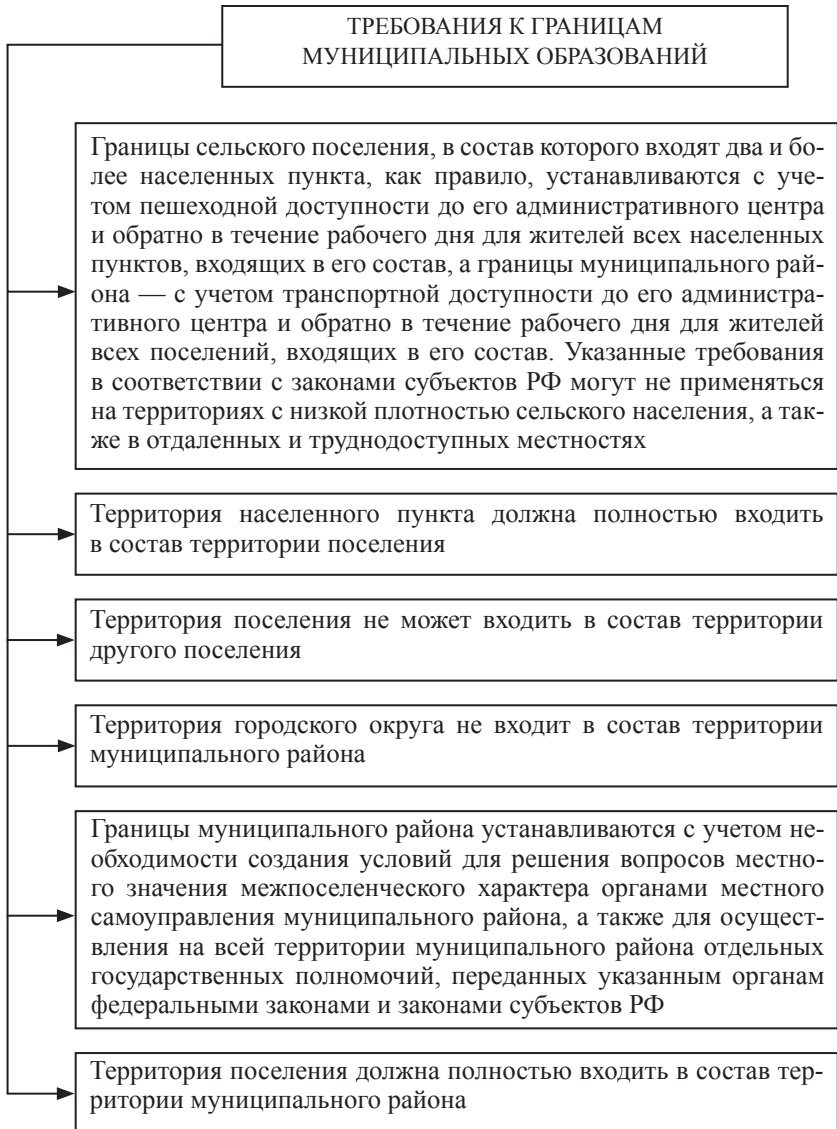 ТРЕБОВАНИЯ К ГРАНИЦАМ
МУНИЦИПАЛЬНЫХ ОБРАЗОВАНИЙ
Границы сельского поселения, в состав которого входят два и бо-
лее населенных пункта, как правило, устанавливаются с уче-
том пешеходной доступности до его административного центра
и обратно в течение рабочего дня для жителей всех населенных
пунктов, входящих в его состав, а границы муниципального рай-
она — с учетом транспортной доступности до его администра-
тивного центра и обратно в течение рабочего дня для жителей
всех поселений, входящих в его состав. Указанные требования
в соответствии с законами субъектов РФ могут не применяться
на территориях с низкой плотностью сельского населения, а так-
же в отдаленных и труднодоступных местностях
Территория населенного пункта должна полностью входить
в состав территории поселения
Территория поселения не может входить в состав территории
другого поселения
Территория городского округа не входит в состав территории
муниципального района
Границы муниципального района устанавливаются с учетом не-
обходимости создания условий для решения вопросов местно-
го значения межпоселенческого характера органами местного
самоуправления муниципального района, а также для осущест-
вления на всей территории муниципального района отдельных
государственных полномочий, переданных указанным органам
федеральными законами и законами субъектов РФ
Территория поселения должна полностью входить в состав тер-
ритории муниципального района